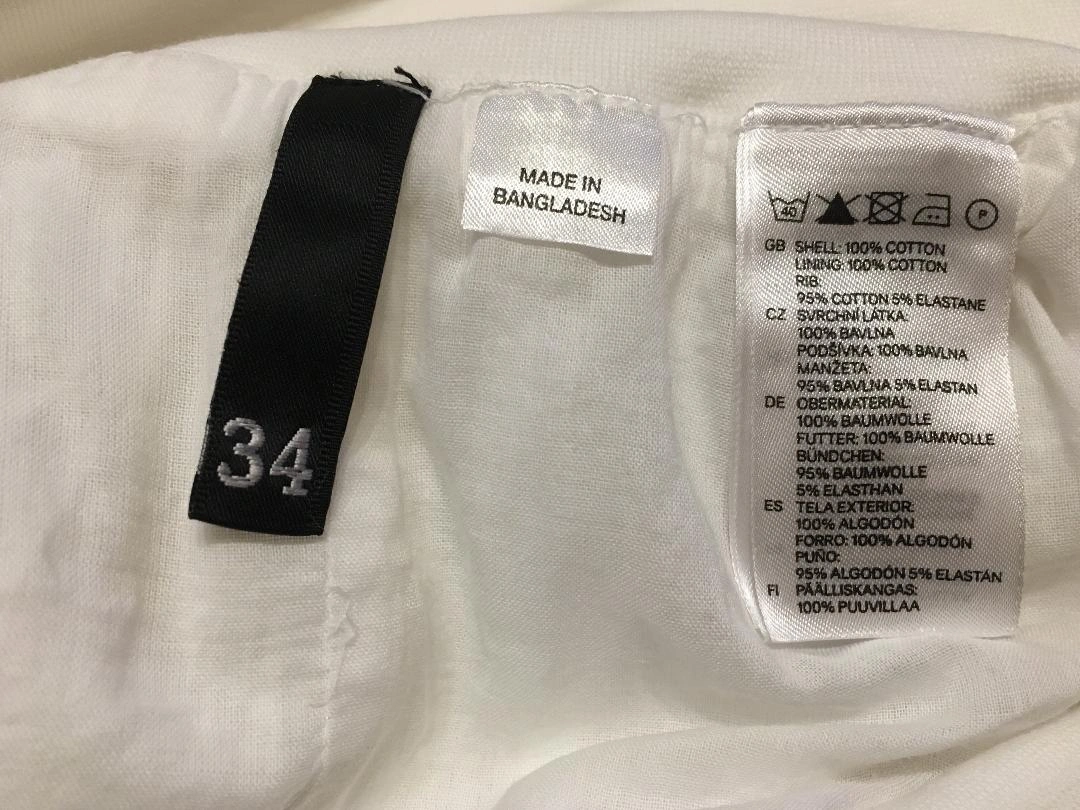 34
MADE IN
BANGLADESH
40
P
GB SHELL: 100% COTTON
LINING: 100% COTTON
RIB:
95% COTTON 5% ELASTANE
CZ SVRCHNÍ LÁTKA:
100% BAVLNA
PODŠÍVKA: 100% BAVLNA
MANŽETA:
95% BAVLNA 5% ELASTAN
DE OBERMATERIAL:
100% BAUMWOLLE
FUTTER: 100% BAUMWOLLE
BÜNDCHEN:
95% BAUMWOLLE
5% ELASTHAN
ES TELA EXTERIOR:
100% ALGODÓN
FORRO: 100% ALGODÓN
PUÑO:
95% ALGODÓN 5% ELASTÁN
FI PÄÄLLISKANGAS:
100% PUUVILLAA